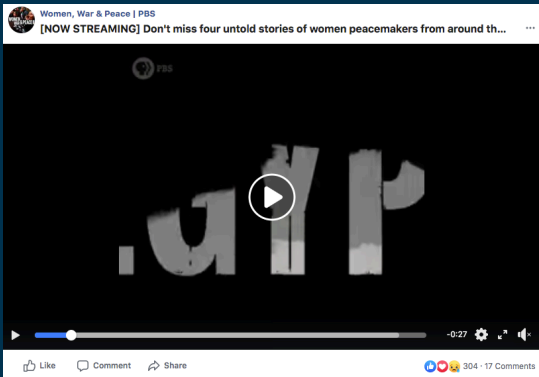 Women, War & Peace | PBS
[NOW STREAMING] Don't miss four untold stories of women peacemakers from around th...
PBS
-0:27
Like
Comment
Share
304 · 17 Comments